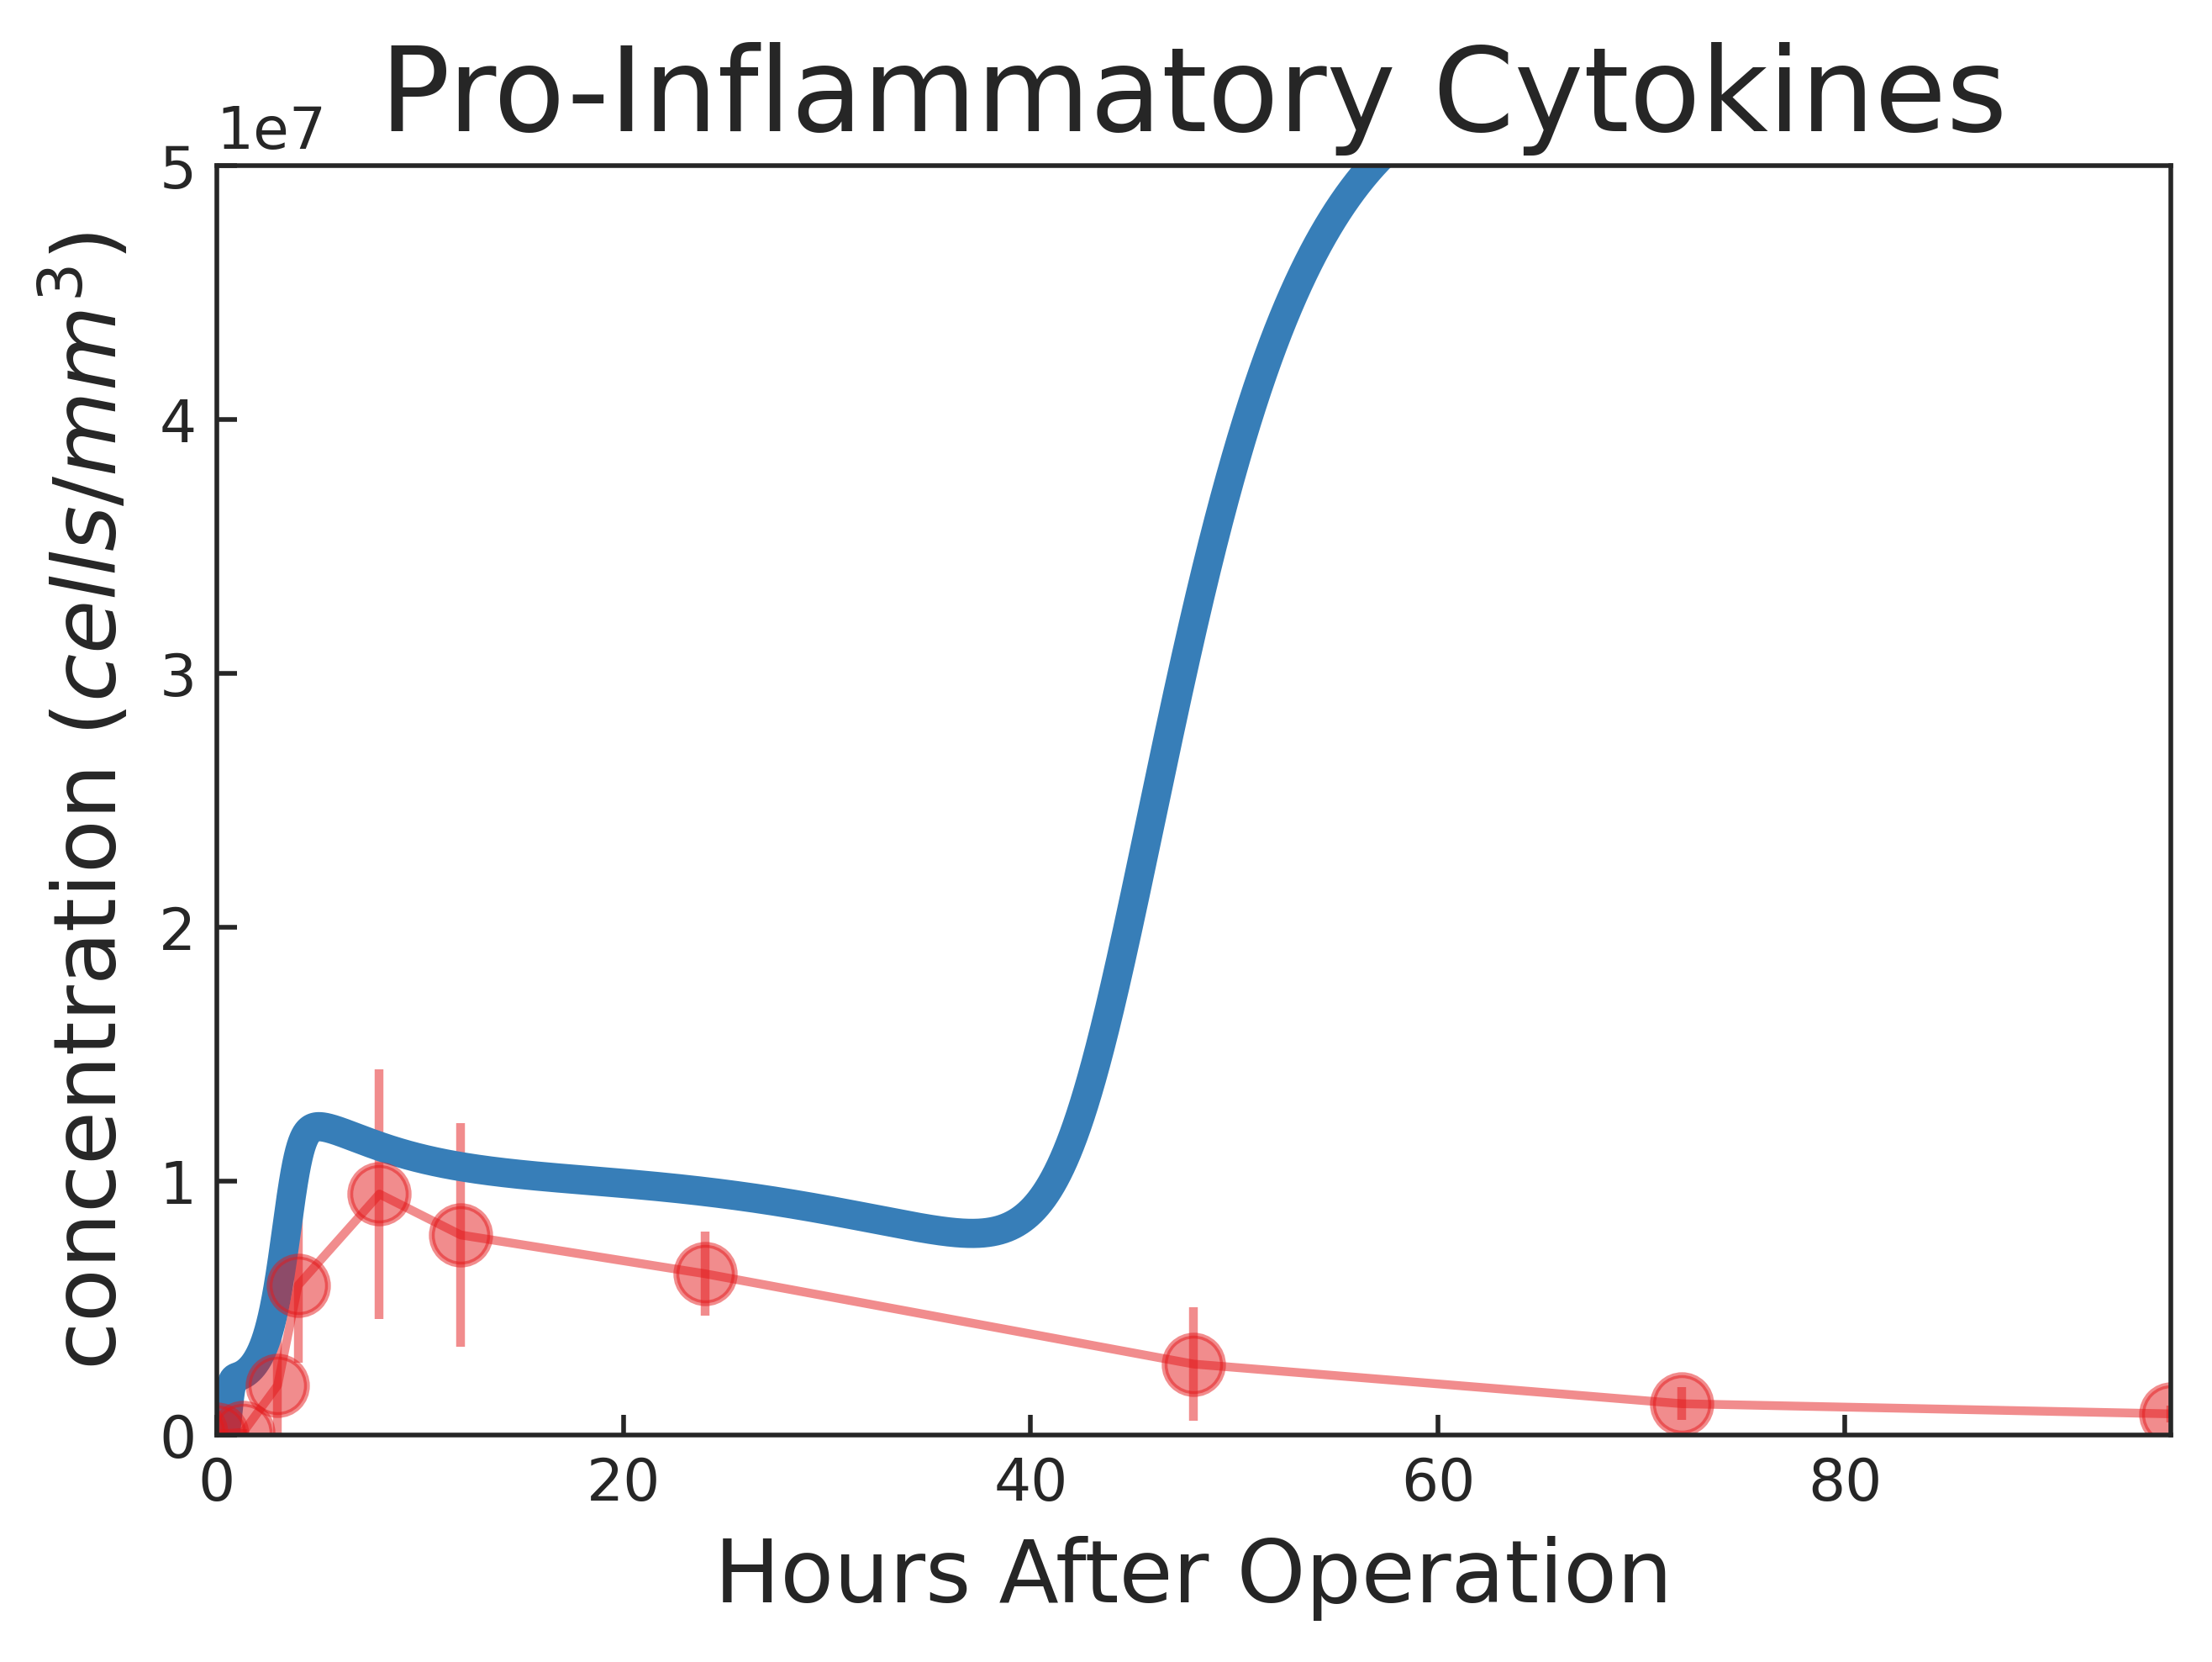 Pro-Inflammatory Cytokines
1e7
5
4
3
2
1
0
concentration (cells/mm³)
0 20 40 60 80
Hours After Operation